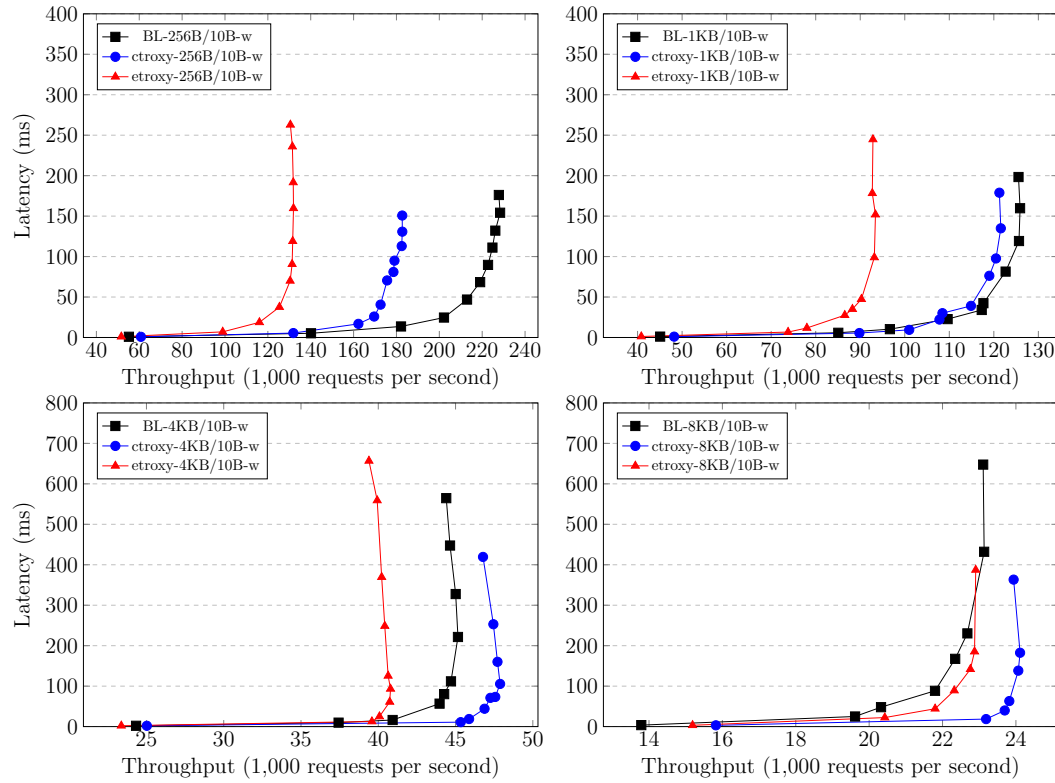 400
350
300
250
200
150
100
50
0
Latency (ms)
BL-256B/10B-w
ctroxy-256B/10B-w
etroxy-256B/10B-w
40 60 80 100 120 140 160 180 200 220 240
Throughput (1,000 requests per second)
400
350
300
250
200
150
100
50
0
BL-1KB/10B-w
ctroxy-1KB/10B-w
etroxy-1KB/10B-w
40 50 60 70 80 90 100 110 120 130
Throughput (1,000 requests per second)
800
700
600
500
400
300
200
100
0
Latency (ms)
BL-4KB/10B-w
ctroxy-4KB/10B-w
etroxy-4KB/10B-w
25 30 35 40 45 50
Throughput (1,000 requests per second)
800
700
600
500
400
300
200
100
0
BL-8KB/10B-w
ctroxy-8KB/10B-w
etroxy-8KB/10B-w
14 16 18 20 22 24
Throughput (1,000 requests per second)